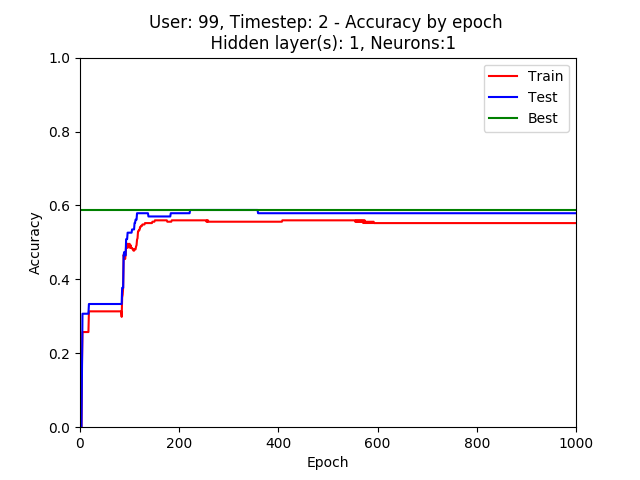 User: 99, Timestep: 2 - Accuracy by epoch
Hidden layer(s): 1, Neurons:1
Train
Test
Best
1.0
0.8
0.6
0.4
0.2
0.0
Accuracy
0 200 400 600 800 1000
Epoch